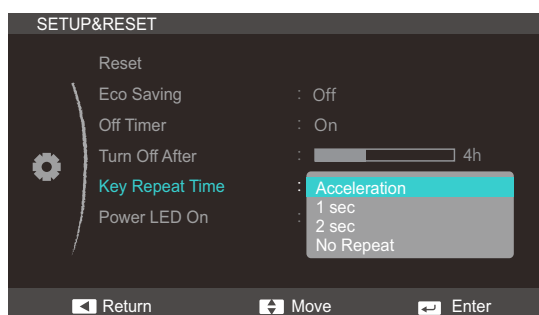 SETUP&RESET
Reset
Eco Saving : Off
Off Timer : On
Turn Off After : 4h
Key Repeat Time : Acceleration
1 sec
Power LED On : 2 sec
No Repeat
Return Move Enter